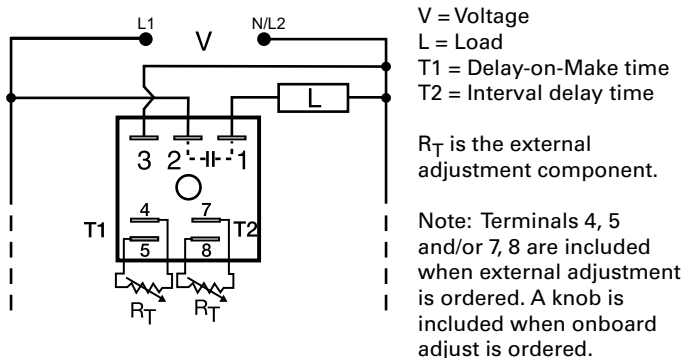 L1
V
N/L2
L
3 2 1
4
7
T1
T2
5
8
RT
RT
V = Voltage
L = Load
T1 = Delay-on-Make time
T2 = Interval delay time
RT is the external
adjustment component.
Note: Terminals 4, 5
and/or 7, 8 are included
when external adjustment
is ordered. A knob is
included when onboard
adjust is ordered.